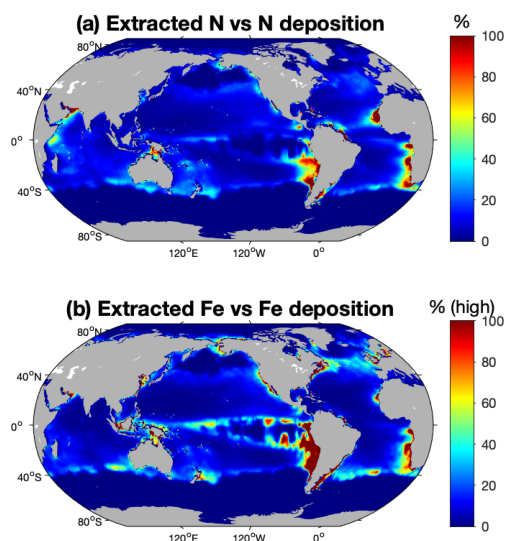 (a) Extracted N vs N deposition
%
100
80
60
40
20
0
80°N
40°N
0°
40°S
80°S
120°E
120°W
0°
(b) Extracted Fe vs Fe deposition
% (high)
100
80
60
40
20
0
80°N
40°N
0°
40°S
80°S
120°E
120°W
0°